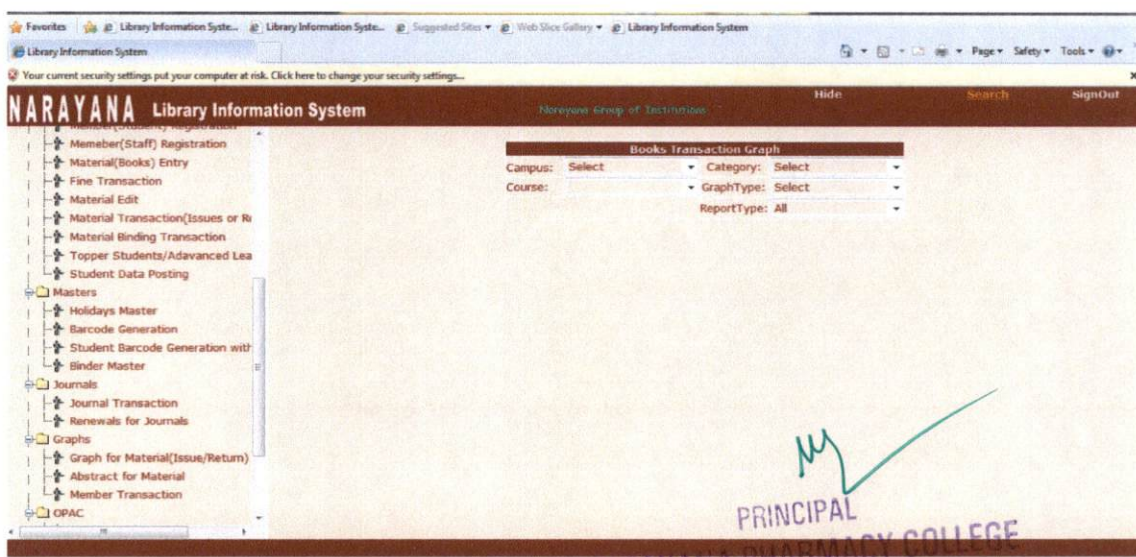 Favorites Library Information Syste... Library Information Syste... Suggested Sites Web Slice Gallery Library Information System
Library Information System Page Safety Tools
Your current security settings put your computer at risk. Click here to change your security settings...
NARAYANA Library Information System Narayana Group of Institutions Hide Search SignOut
Member(Student) Registration
Memeber(Staff) Registration
Material(Books) Entry
Fine Transaction
Material Edit
Material Transaction(Issues or Re
Material Binding Transaction
Topper Students/Adavanced Lea
Student Data Posting
Masters
Holidays Master
Barcode Generation
Student Barcode Generation with
Binder Master
Journals
Journal Transaction
Renewals for Journals
Graphs
Graph for Material(Issue/Return)
Abstract for Material
Member Transaction
OPAC
Books Transaction Graph
Campus: Select Category: Select
Course: GraphType: Select
ReportType: All
PRINCIPAL
PHARMACY COLLEGE